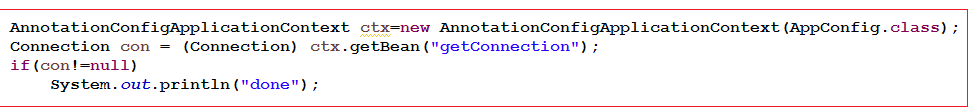 AnnotationConfigApplicationContext ctx=new AnnotationConfigApplicationContext(AppConfig.class);
Connection con = (Connection) ctx.getBean("getConnection");
if(con!=null)
    System.out.println("done");